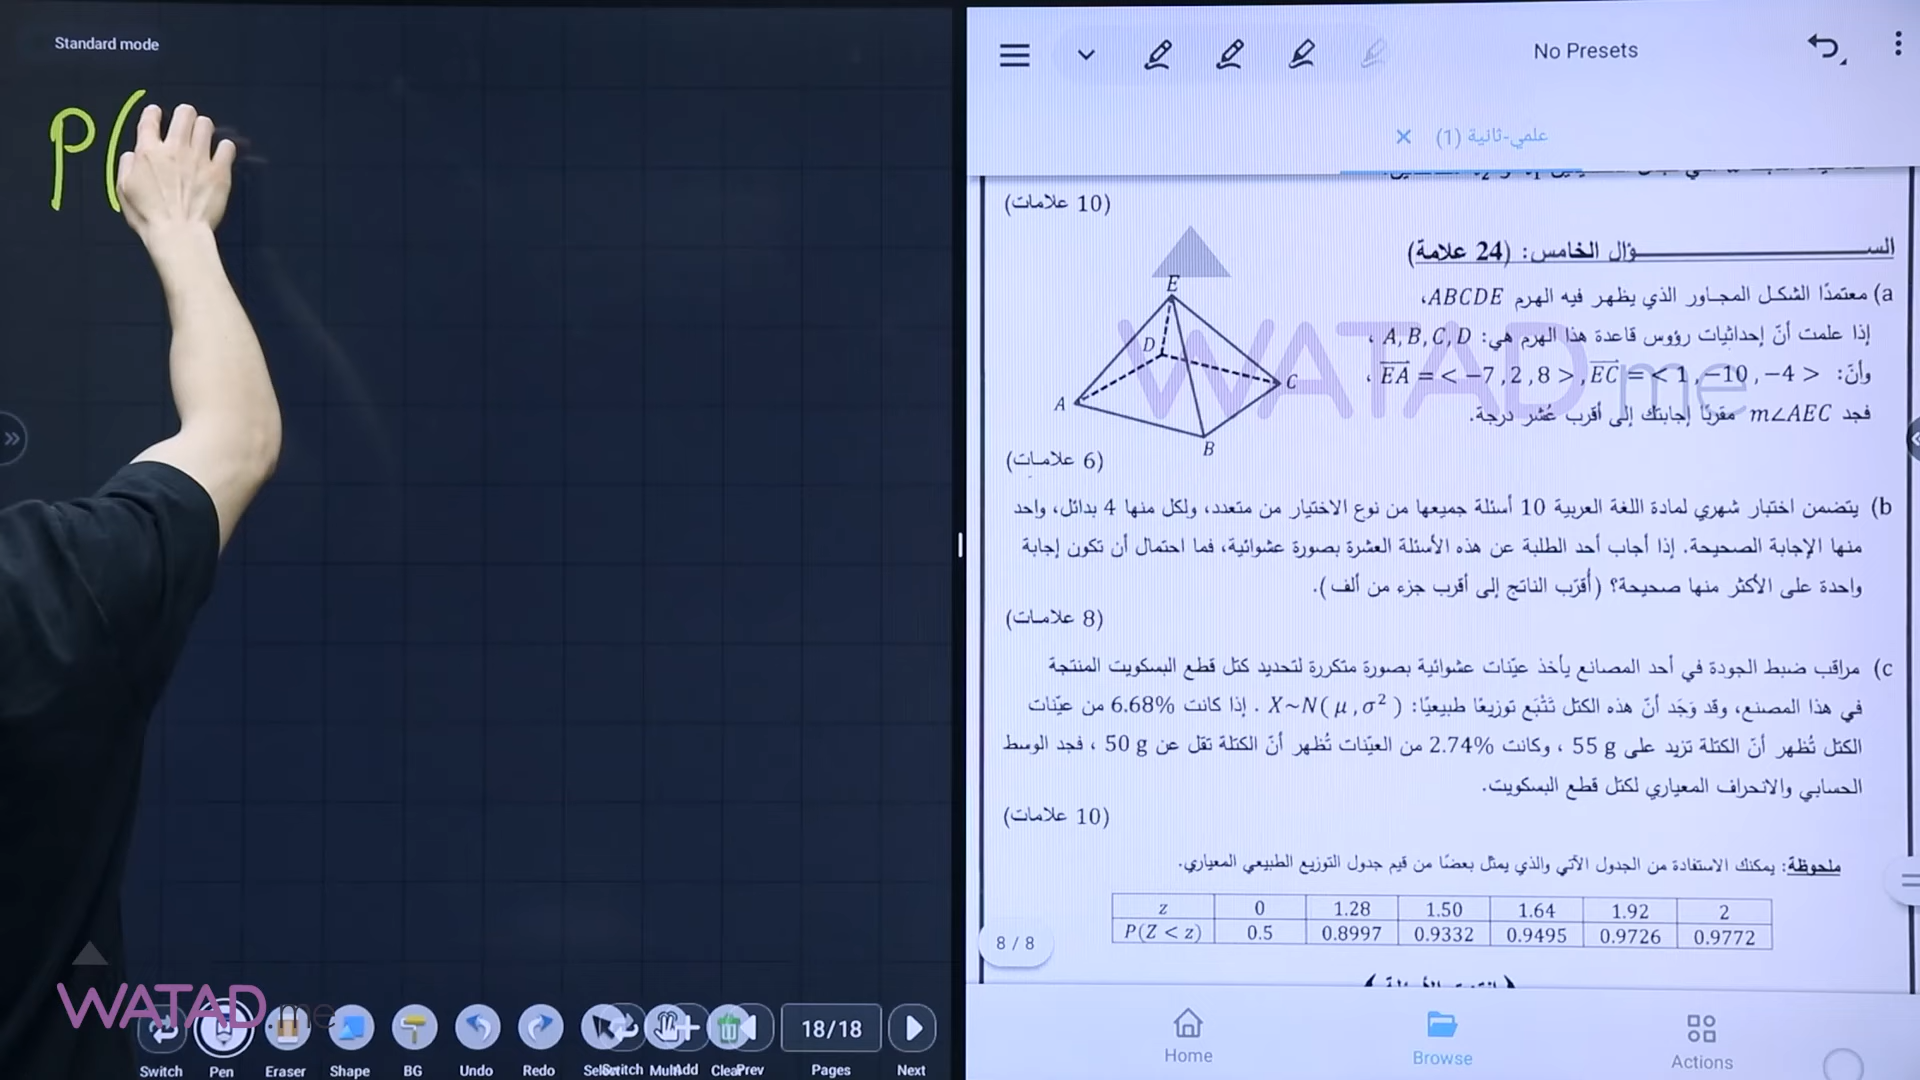 Standard mode
P(
No Presets
علمي-ثانية (1)
(10 علامات)
الســـــــؤال الخامس: (24 علامة)
a) معتمدًا الشكل المجاور الذي يظهر فيه الهرم ABCDE،
إذا علمت أنّ إحداثيات رؤوس قاعدة هذا الهرم هي: A, B, C, D ،
وأنّ: EA = < −7 , 2 , 8 > , EC = < 1 , −10 , −4 > ،
فجد m∠AEC مقربًا إجابتك إلى أقرب عُشر درجة.
E
D
C
A
B
(6 علامات)
b) يتضمن اختبار شهري لمادة اللغة العربية 10 أسئلة جميعها من نوع الاختيار من متعدد، ولكل منها 4 بدائل، واحد
منها الإجابة الصحيحة. إذا أجاب أحد الطلبة عن هذه الأسئلة العشرة بصورة عشوائية، فما احتمال أن تكون إجابة
واحدة على الأكثر منها صحيحة؟ (أُقرّب الناتج إلى أقرب جزء من ألف).
(8 علامات)
c) مراقب ضبط الجودة في أحد المصانع يأخذ عيّنات عشوائية بصورة متكررة لتحديد كتل قطع البسكويت المنتجة
في هذا المصنع، وقد وَجَد أنّ هذه الكتل تَتْبَع توزيعًا طبيعيًا: X~N( μ , σ² ) . إذا كانت 6.68% من عيّنات
الكتل تُظهر أنّ الكتلة تزيد على 55 g ، وكانت 2.74% من العيّنات تُظهر أنّ الكتلة تقل عن 50 g ، فجد الوسط
الحسابي والانحراف المعياري لكتل قطع البسكويت.
(10 علامات)
ملحوظة: يمكنك الاستفادة من الجدول الآتي والذي يمثل بعضًا من قيم جدول التوزيع الطبيعي المعياري.
z 0 1.28 1.50 1.64 1.92 2
P(Z < z) 0.5 0.8997 0.9332 0.9495 0.9726 0.9772
8 / 8
WATAD.me
WATAD me
18/18
Switch Pen Eraser Shape BG Undo Redo Select Switch Multi Add Clear Prev Pages Next
Home Browse Actions